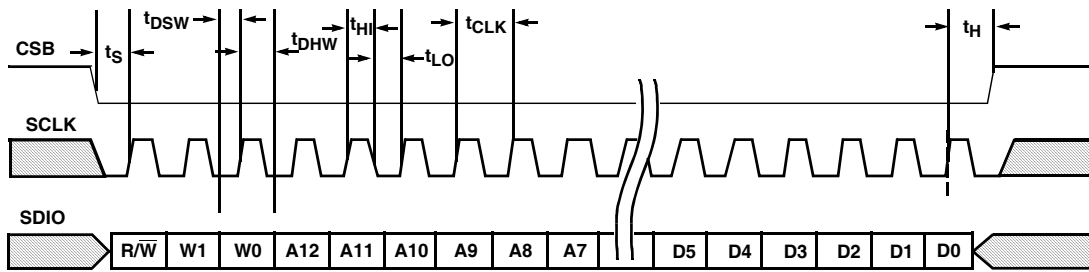 tDSW tHI tCLK tH
CSB tS tDHW tLO
SCLK
SDIO
R/W̅ W1 W0 A12 A11 A10 A9 A8 A7 D5 D4 D3 D2 D1 D0